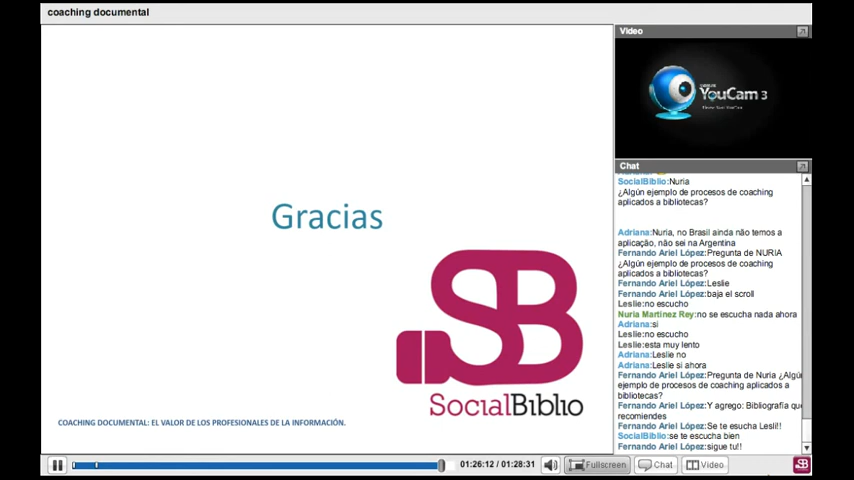 coaching documental
Gracias
SB
SocialBiblio
COACHING DOCUMENTAL: EL VALOR DE LOS PROFESIONALES DE LA INFORMACIÓN.
Video
YouCam 3
Chat
SocialBiblio:Nuria
¿Algún ejemplo de procesos de coaching
aplicados a bibliotecas?
Adriana:Nuria, no Brasil ainda não temos a
aplicação, não sei na Argentina
Fernando Ariel López:Pregunta de NURIA
¿Algún ejemplo de procesos de coaching
aplicados a bibliotecas?
Fernando Ariel López:Leslie
Fernando Ariel López:baja el scroll
Leslie:no escucho
Nuria Martínez Rey:no se escucha nada ahora
Adriana:si
Leslie:no escucho
Leslie:esta muy lento
Adriana:Leslie no
Adriana:Leslie si ahora
Fernando Ariel López:Pregunta de Nuria ¿Algún
ejemplo de procesos de coaching aplicados a
bibliotecas?
Fernando Ariel López:Y agrego: Bibliografía que
recomiendes
Fernando Ariel López:Se te esucha Lesli!!
SocialBiblio:se te escucha bien
Fernando Ariel López:sigue tu!!
01:26:12 / 01:28:31
Fullscreen
Chat
Video
SB